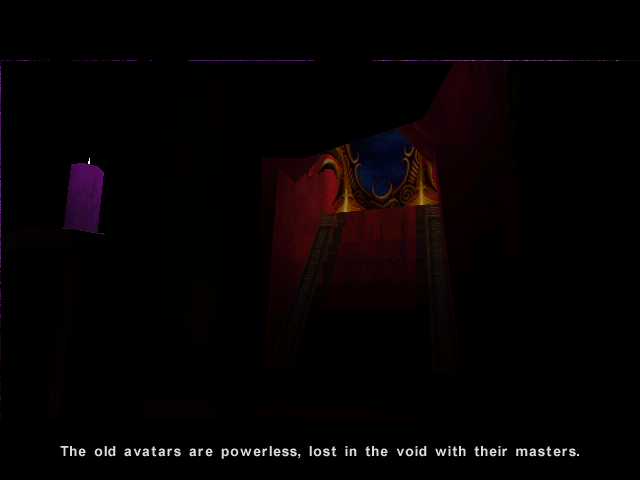 The old avatars are powerless, lost in the void with their masters.